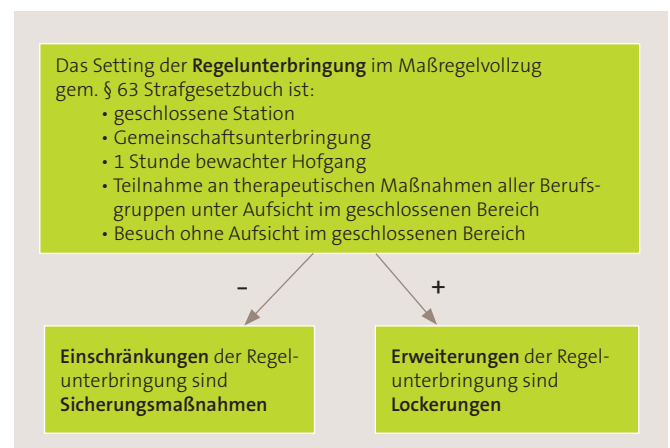 Das Setting der Regelunterbringung im Maßregelvollzug
gem. § 63 Strafgesetzbuch ist:
• geschlossene Station
• Gemeinschaftsunterbringung
• 1 Stunde bewachter Hofgang
• Teilnahme an therapeutischen Maßnahmen aller Berufs-
gruppen unter Aufsicht im geschlossenen Bereich
• Besuch ohne Aufsicht im geschlossenen Bereich
-
+
Einschränkungen der Regel-
unterbringung sind
Sicherungsmaßnahmen
Erweiterungen der Regel-
unterbringung sind
Lockerungen